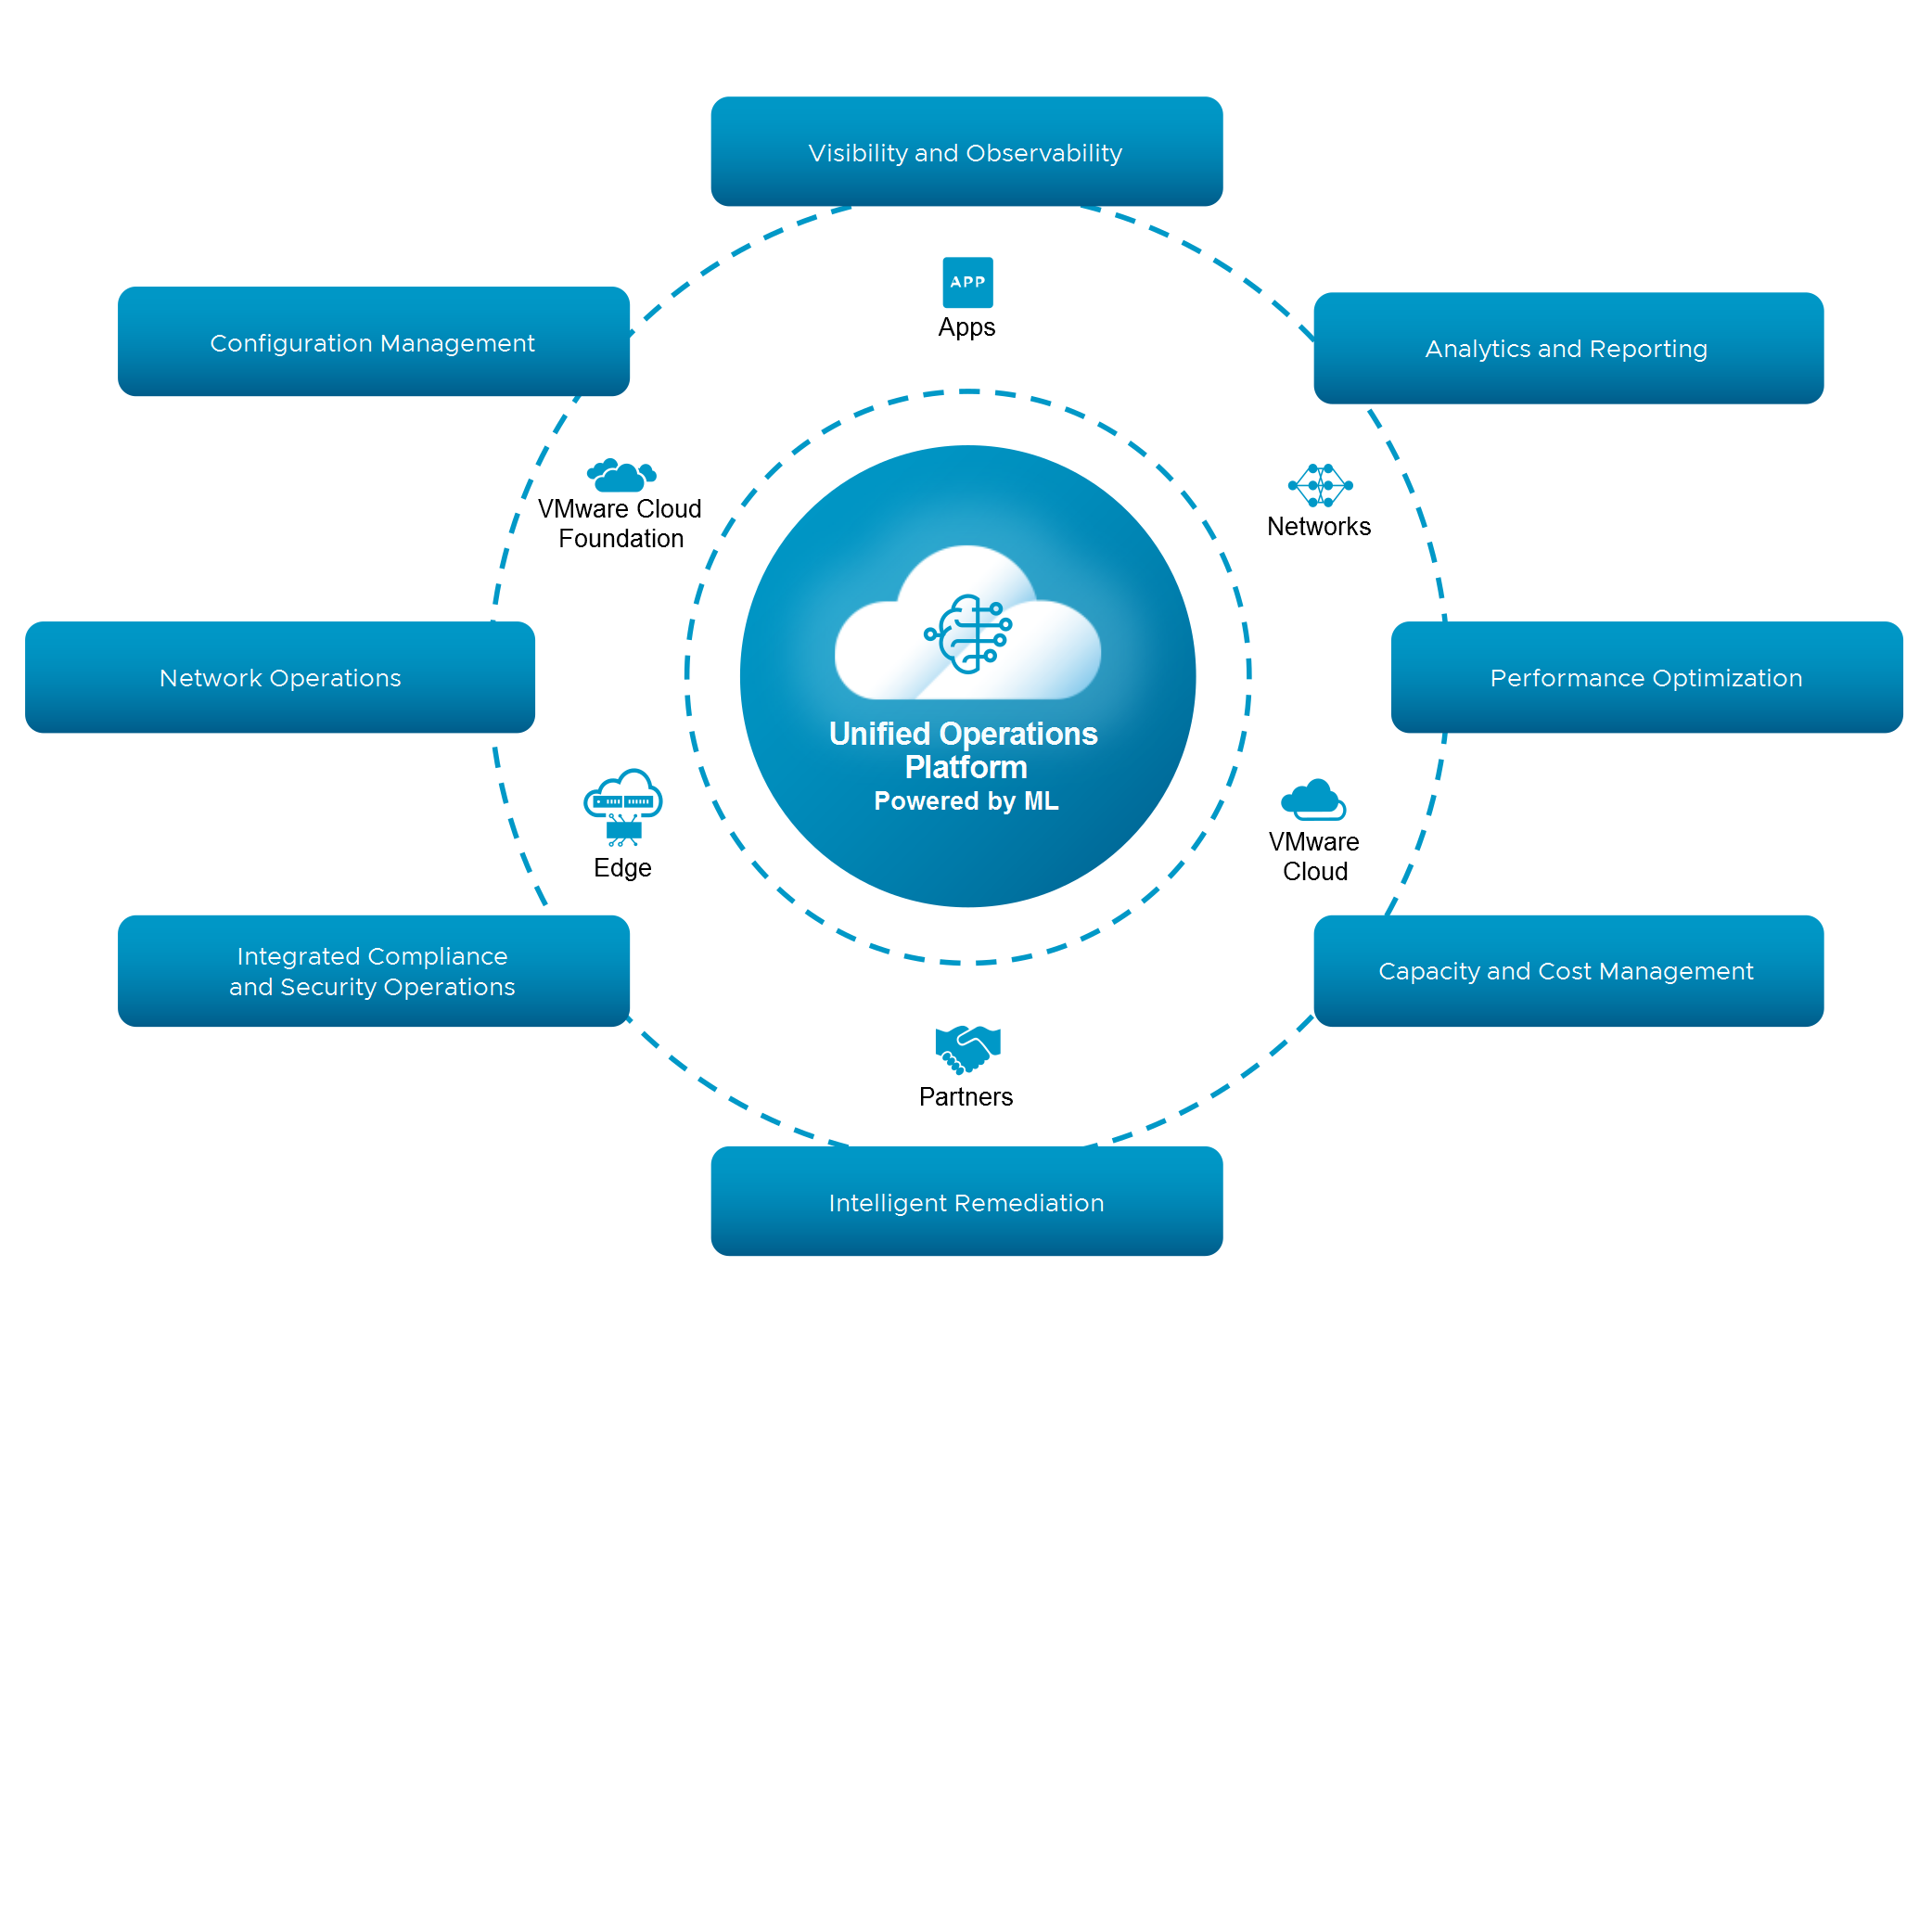 Visibility and Observability
APP
Apps
Configuration Management
Analytics and Reporting
VMware Cloud
Foundation
Networks
Network Operations
Unified Operations
Platform
Powered by ML
Performance Optimization
Edge
VMware
Cloud
Integrated Compliance
and Security Operations
Capacity and Cost Management
Partners
Intelligent Remediation